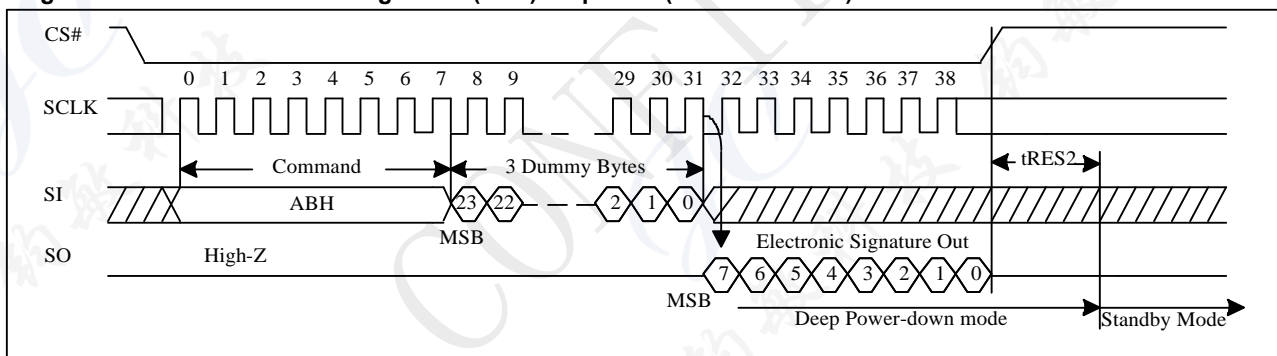 CS#
0 1 2 3 4 5 6 7 8 9 29 30 31 32 33 34 35 36 37 38
SCLK
Command 3 Dummy Bytes tRES2
SI ABH 23 22 2 1 0
MSB Electronic Signature Out
SO High-Z
7 6 5 4 3 2 1 0
MSB
Deep Power-down mode Standby Mode